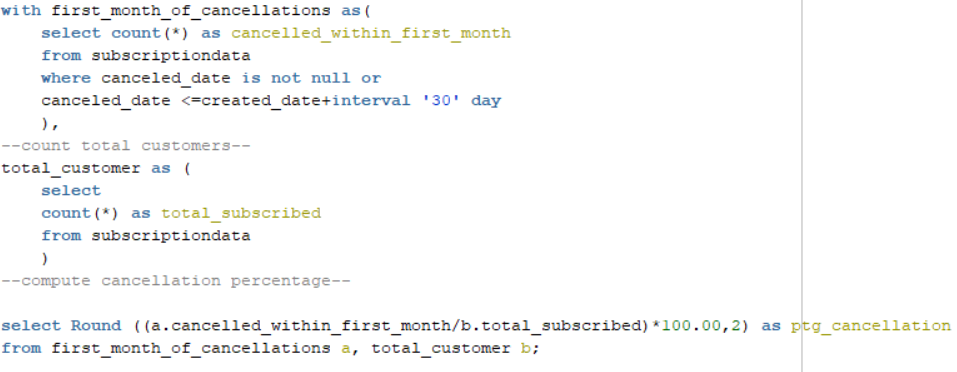 with first_month_of_cancellations as(
select count(*) as cancelled_within_first_month
from subscriptiondata
where canceled_date is not null or
canceled_date <=created_date+interval '30' day
),
--count total customers--
total_customer as (
select
count(*) as total_subscribed
from subscriptiondata
)
--compute cancellation percentage--
select Round ((a.cancelled_within_first_month/b.total_subscribed)*100.00,2) as ptg_cancellation
from first_month_of_cancellations a, total_customer b;